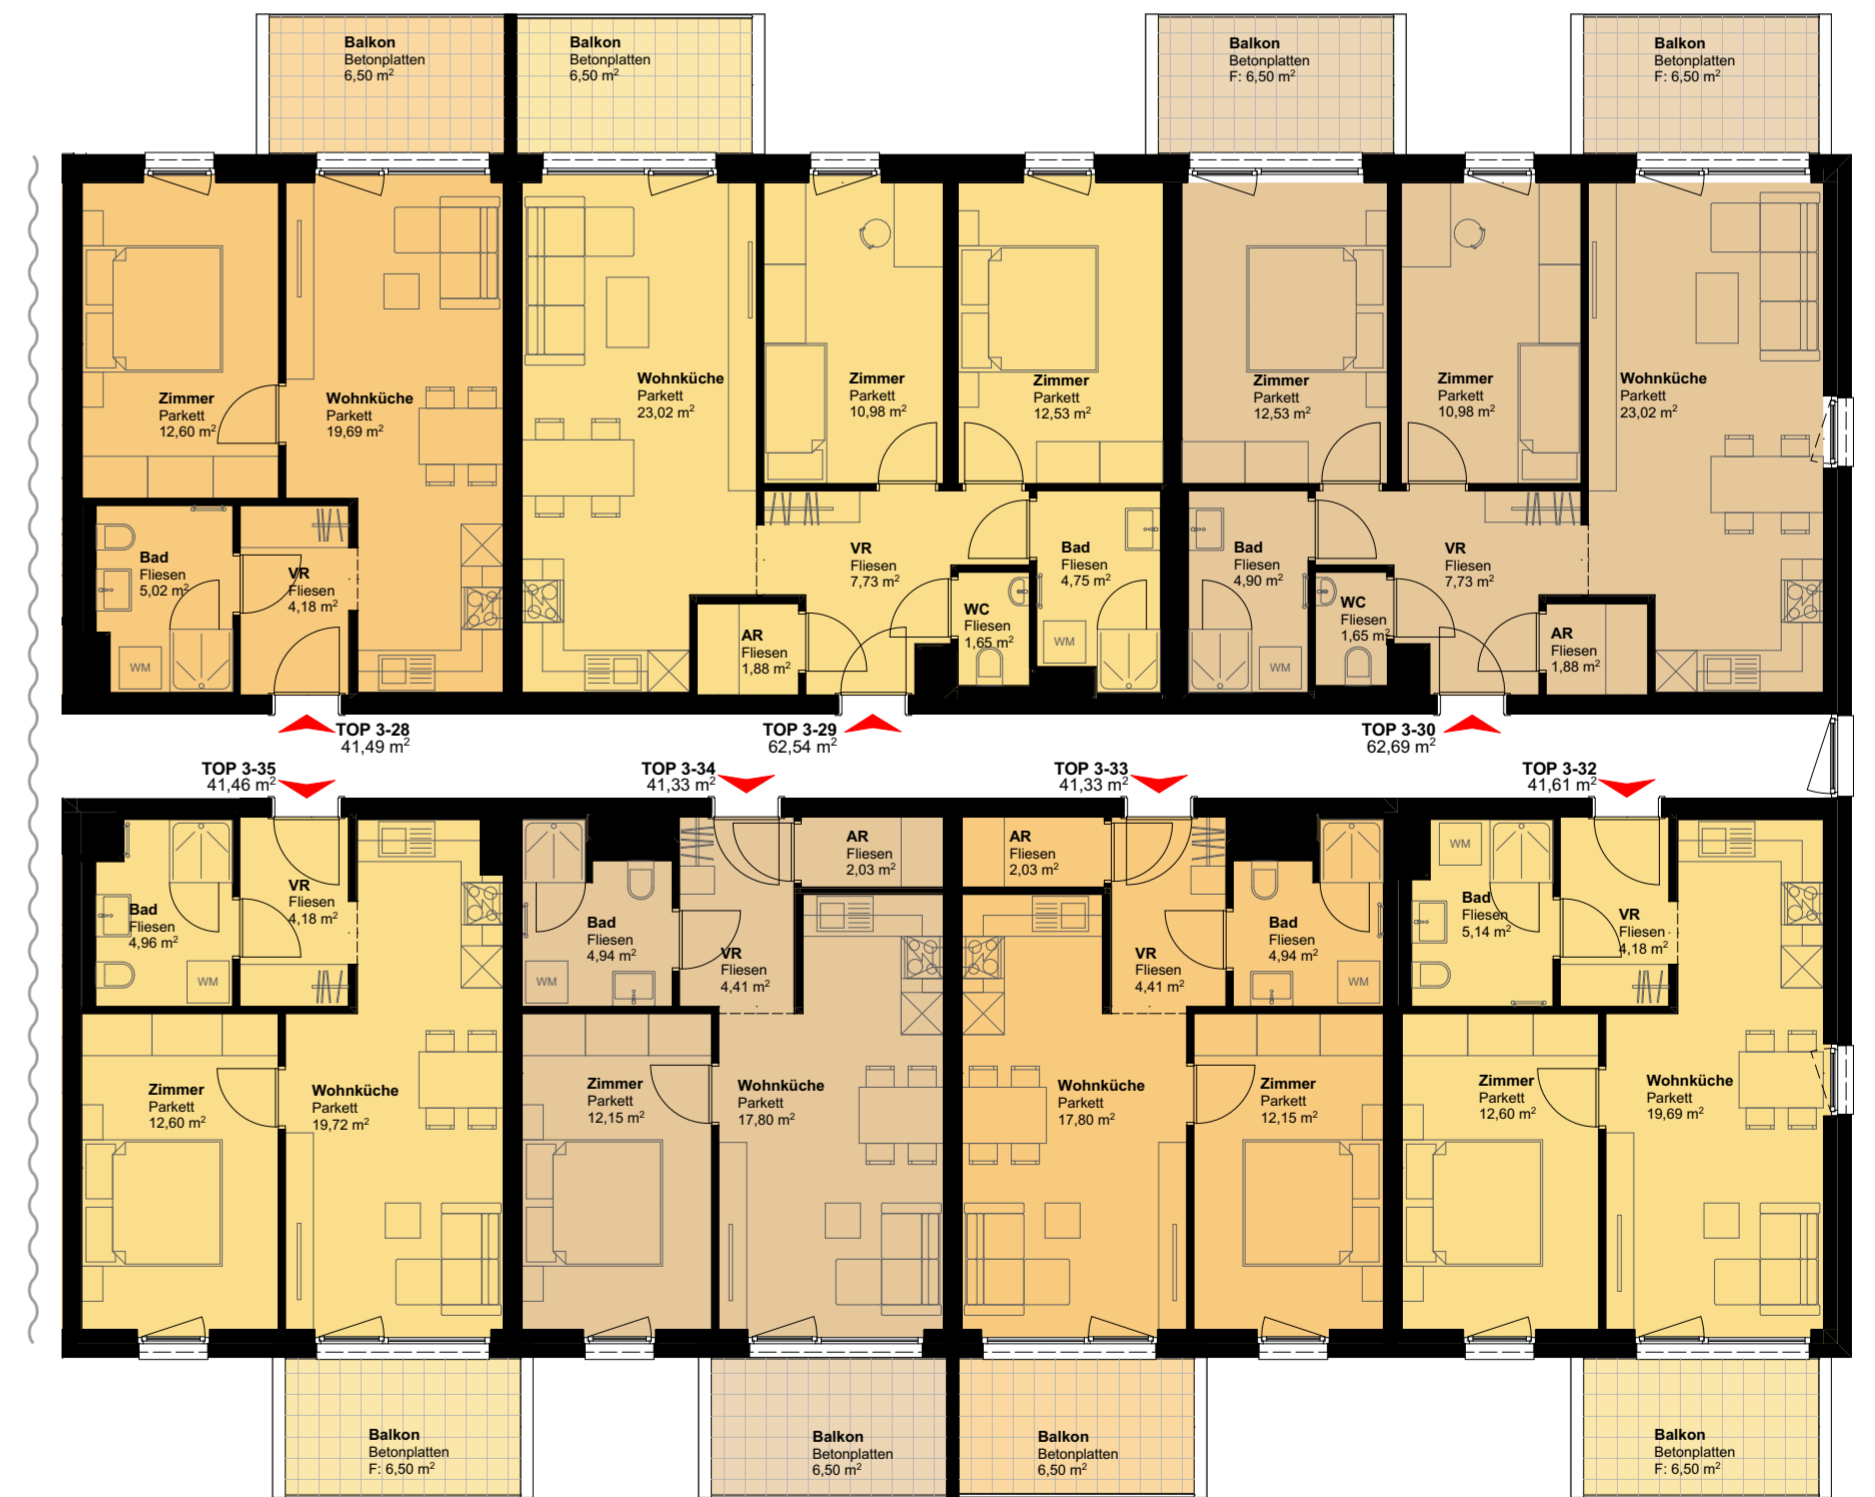 Balkon
Betonplatten
6,50 m²
Balkon
Betonplatten
6,50 m²
Balkon
Betonplatten
F: 6,50 m²
Balkon
Betonplatten
F: 6,50 m²
Zimmer
Parkett
12,60 m²
Wohnküche
Parkett
19,69 m²
Wohnküche
Parkett
23,02 m²
Zimmer
Parkett
10,98 m²
Zimmer
Parkett
12,53 m²
Zimmer
Parkett
12,53 m²
Zimmer
Parkett
10,98 m²
Wohnküche
Parkett
23,02 m²
Bad
Fliesen
5,02 m²
WM
VR
Fliesen
4,18 m²
VR
Fliesen
7,73 m²
AR
Fliesen
1,88 m²
WC
Fliesen
1,65 m²
Bad
Fliesen
4,75 m²
WM
Bad
Fliesen
4,90 m²
WM
WC
Fliesen
1,65 m²
VR
Fliesen
7,73 m²
AR
Fliesen
1,88 m²
TOP 3-28
41,49 m²
TOP 3-29
62,54 m²
TOP 3-30
62,69 m²
TOP 3-35
41,46 m²
TOP 3-34
41,33 m²
TOP 3-33
41,33 m²
TOP 3-32
41,61 m²
Bad
Fliesen
4,96 m²
WM
VR
Fliesen
4,18 m²
Bad
Fliesen
4,94 m²
WM
VR
Fliesen
4,41 m²
AR
Fliesen
2,03 m²
AR
Fliesen
2,03 m²
VR
Fliesen
4,41 m²
Bad
Fliesen
4,94 m²
WM
WM
Bad
Fliesen
5,14 m²
VR
Fliesen
4,18 m²
Zimmer
Parkett
12,60 m²
Wohnküche
Parkett
19,72 m²
Zimmer
Parkett
12,15 m²
Wohnküche
Parkett
17,80 m²
Wohnküche
Parkett
17,80 m²
Zimmer
Parkett
12,15 m²
Zimmer
Parkett
12,60 m²
Wohnküche
Parkett
19,69 m²
Balkon
Betonplatten
F: 6,50 m²
Balkon
Betonplatten
6,50 m²
Balkon
Betonplatten
6,50 m²
Balkon
Betonplatten
F: 6,50 m²